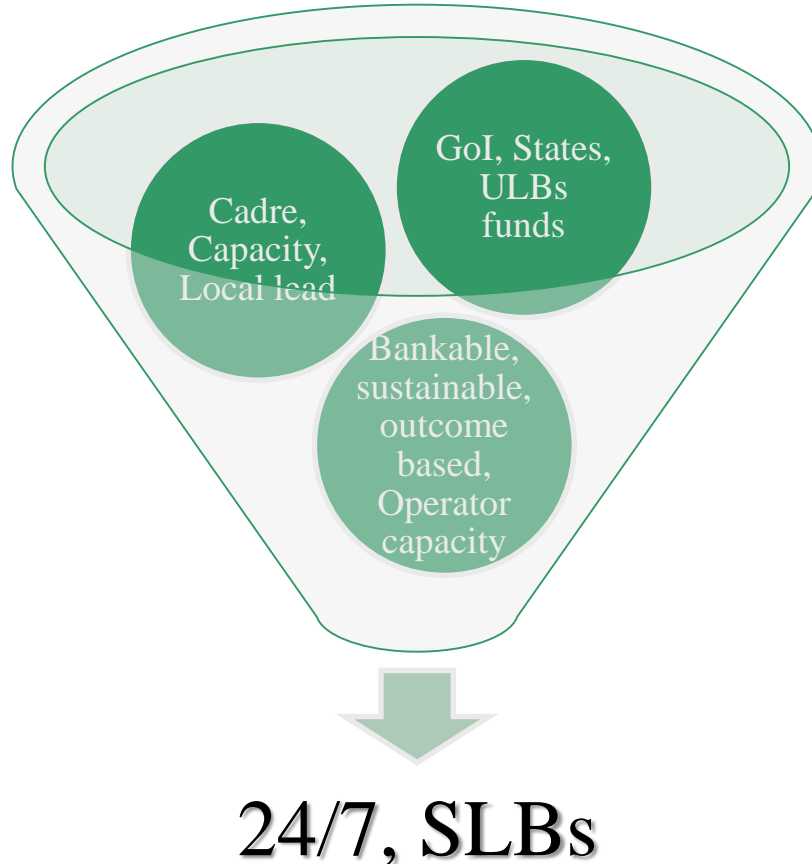 GoI, States,
ULBs
funds
Cadre,
Capacity,
Local lead
Bankable,
sustainable,
outcome
based,
Operator
capacity
24/7, SLBs